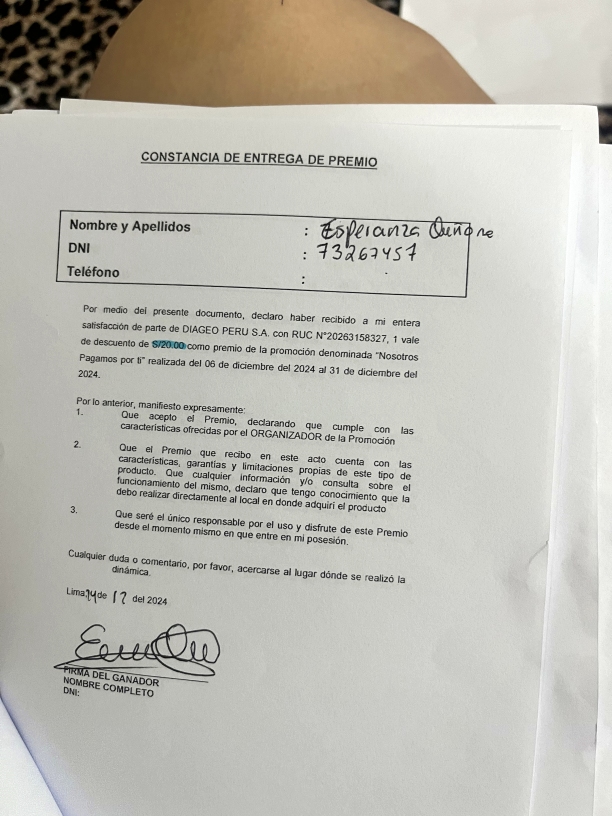 CONSTANCIA DE ENTREGA DE PREMIO
Nombre y Apellidos : Esperanza Quñone
DNI : 73267457
Teléfono :
Por medio del presente documento, declaro haber recibido a mi entera
satisfacción de parte de DIAGEO PERU S.A. con RUC N°20263158327, 1 vale
de descuento de S/20.00 como premio de la promoción denominada "Nosotros
Pagamos por ti" realizada del 06 de diciembre del 2024 al 31 de diciembre del
2024.
Por lo anterior, manifiesto expresamente:
1. Que acepto el Premio, declarando que cumple con las
características ofrecidas por el ORGANIZADOR de la Promoción
2. Que el Premio que recibo en este acto cuenta con las
características, garantías y limitaciones propias de este tipo de
producto. Que cualquier información y/o consulta sobre el
funcionamiento del mismo, declaro que tengo conocimiento que la
debo realizar directamente al local en donde adquirí el producto
3. Que seré el único responsable por el uso y disfrute de este Premio
desde el momento mismo en que entre en mi posesión.
Cualquier duda o comentario, por favor, acercarse al lugar dónde se realizó la
dinámica.
Lima,14 de 12 del 2024
FIRMA DEL GANADOR
NOMBRE COMPLETO
DNI: